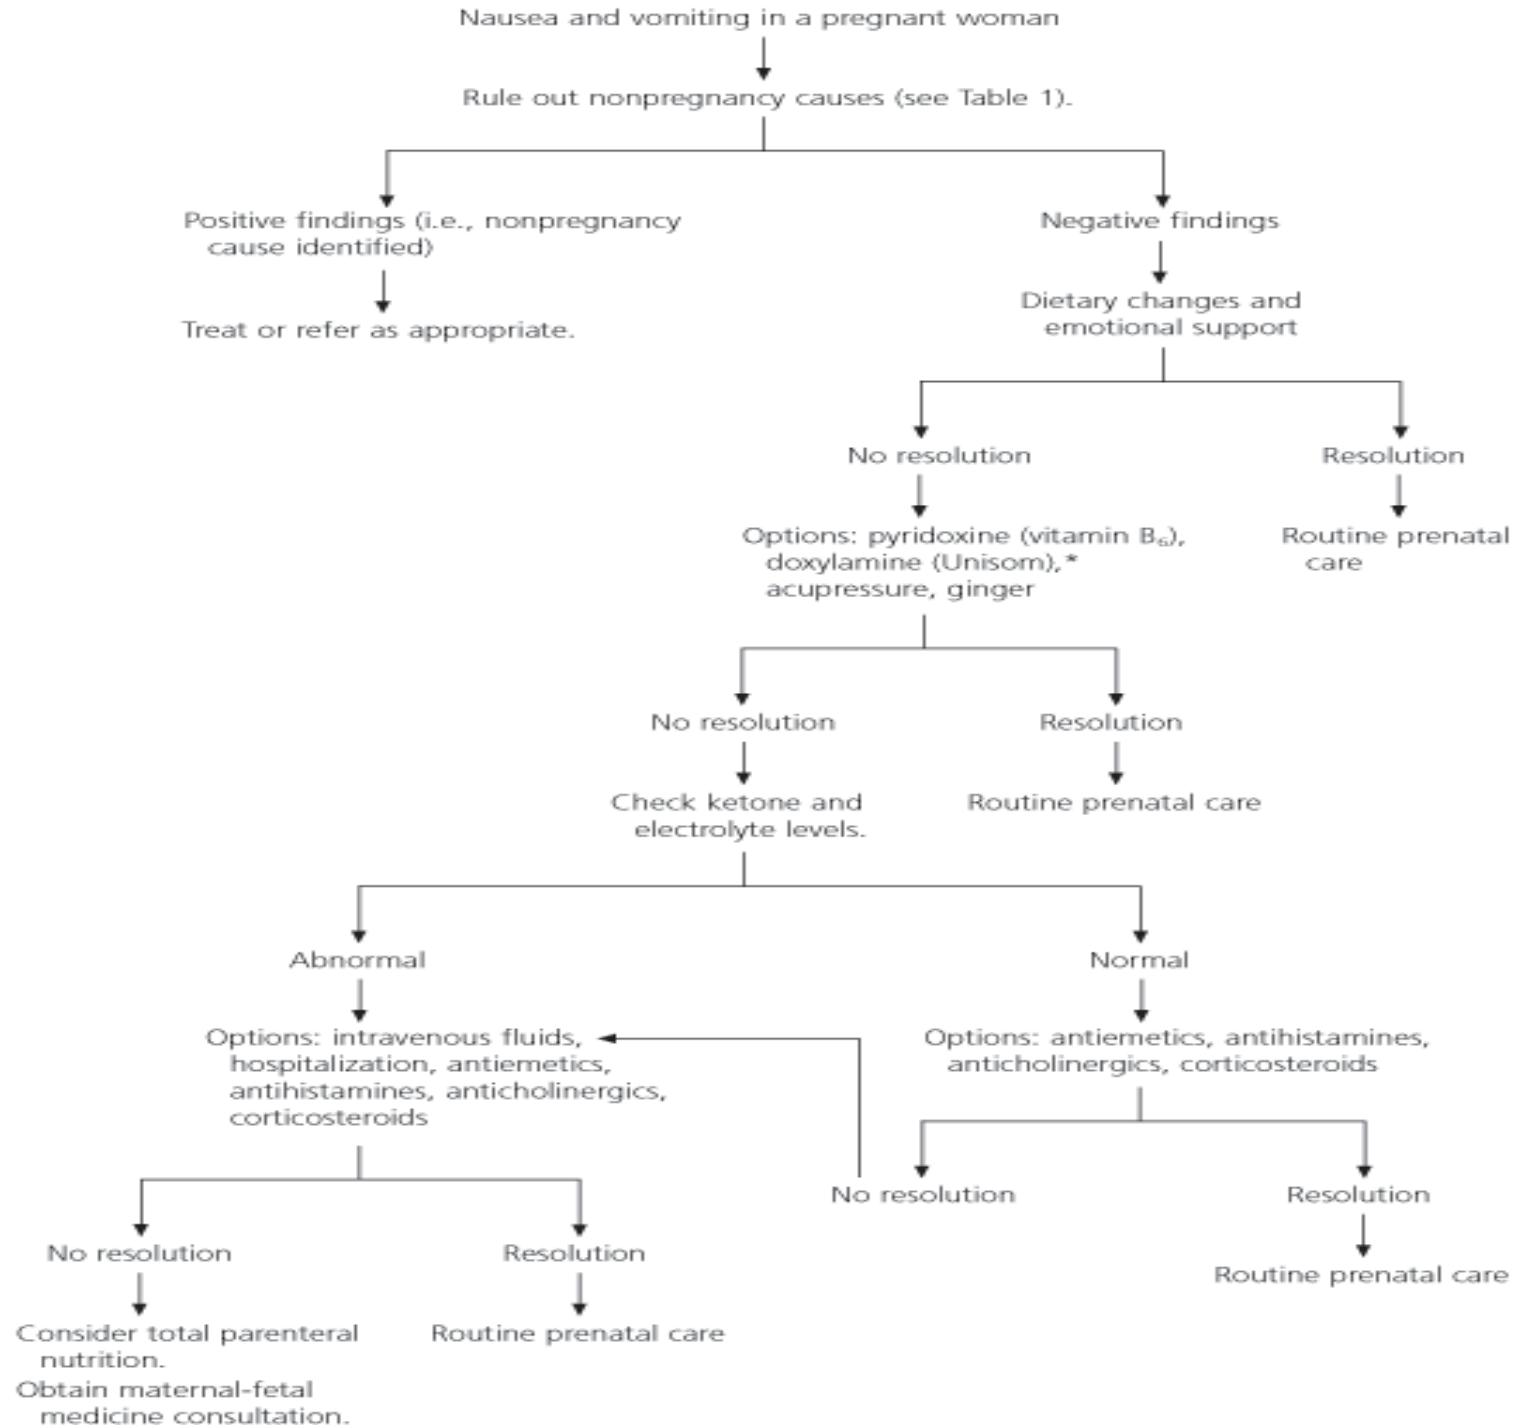 Nausea and vomiting in a pregnant woman
Rule out nonpregnancy causes (see Table 1).
Positive findings (i.e., nonpregnancy
cause identified)
Negative findings
Treat or refer as appropriate.
Dietary changes and
emotional support
No resolution
Resolution
Options: pyridoxine (vitamin B₆),
doxylamine (Unisom),*
acupressure, ginger
Routine prenatal
care
No resolution
Resolution
Check ketone and
electrolyte levels.
Routine prenatal care
Abnormal
Normal
Options: intravenous fluids,
hospitalization, antiemetics,
antihistamines, anticholinergics,
corticosteroids
Options: antiemetics, antihistamines,
anticholinergics, corticosteroids
No resolution
Resolution
Routine prenatal care
No resolution
Resolution
Consider total parenteral
nutrition.
Obtain maternal-fetal
medicine consultation.
Routine prenatal care